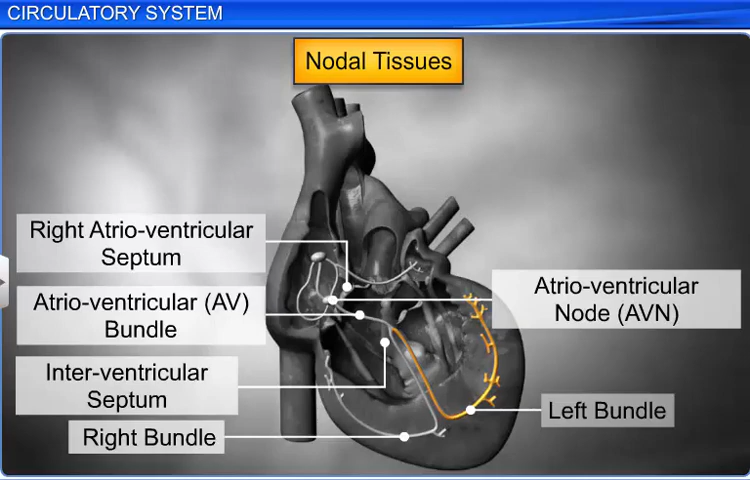 CIRCULATORY SYSTEM
Nodal Tissues
Right Atrio-ventricular
Septum
Atrio-ventricular (AV)
Bundle
Inter-ventricular
Septum
Right Bundle
Atrio-ventricular
Node (AVN)
Left Bundle